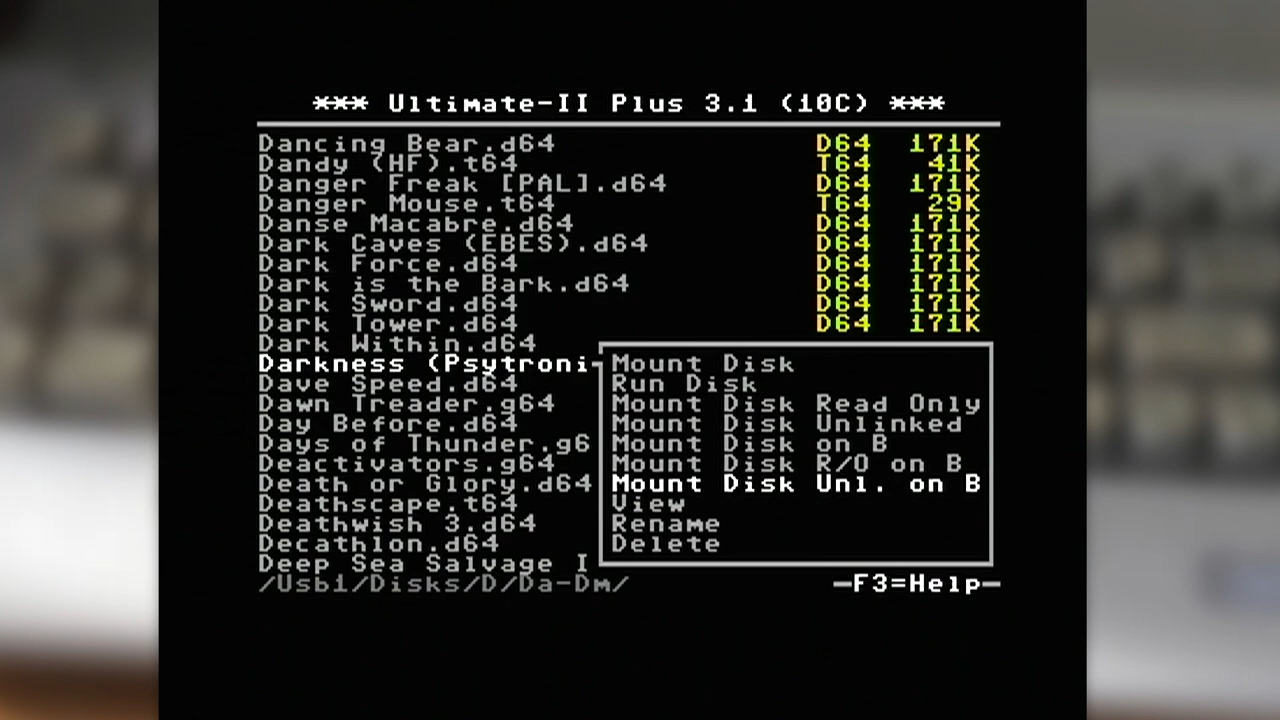 *** Ultimate-II Plus 3.1 (10C) ***
Dancing Bear.d64 D64 171K
Dandy (HF).t64 T64 41K
Danger Freak [PAL].d64 D64 171K
Danger Mouse.t64 T64 29K
Danse Macabre.d64 D64 171K
Dark Caves (EBES).d64 D64 171K
Dark Force.d64 D64 171K
Dark is the Bark.d64 D64 171K
Dark Sword.d64 D64 171K
Dark Tower.d64 D64 171K
Dark Within.d64
Darkness (Psytroni
Dave Speed.d64
Dawn Treader.g64
Day Before.d64
Days of Thunder.g6
Deactivators.g64
Death or Glory.d64
Deathscape.t64
Deathwish 3.d64
Decathlon.d64
Deep Sea Salvage I
Mount Disk
Run Disk
Mount Disk Read Only
Mount Disk Unlinked
Mount Disk on B
Mount Disk R/O on B
Mount Disk Unl. on B
View
Rename
Delete
/Usb1/Disks/D/Da-Dm/
F3=Help